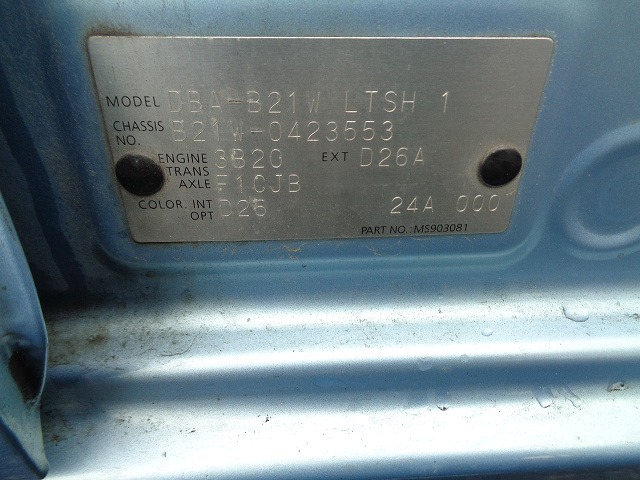 MODEL DBA-B21W LTSH 1
CHASSIS NO. B21W-0423553
ENGINE 3B20 EXT D26A
TRANS AXLE F1CJB
COLOR. INT OPT D26 24A 000
PART NO.: MS903081